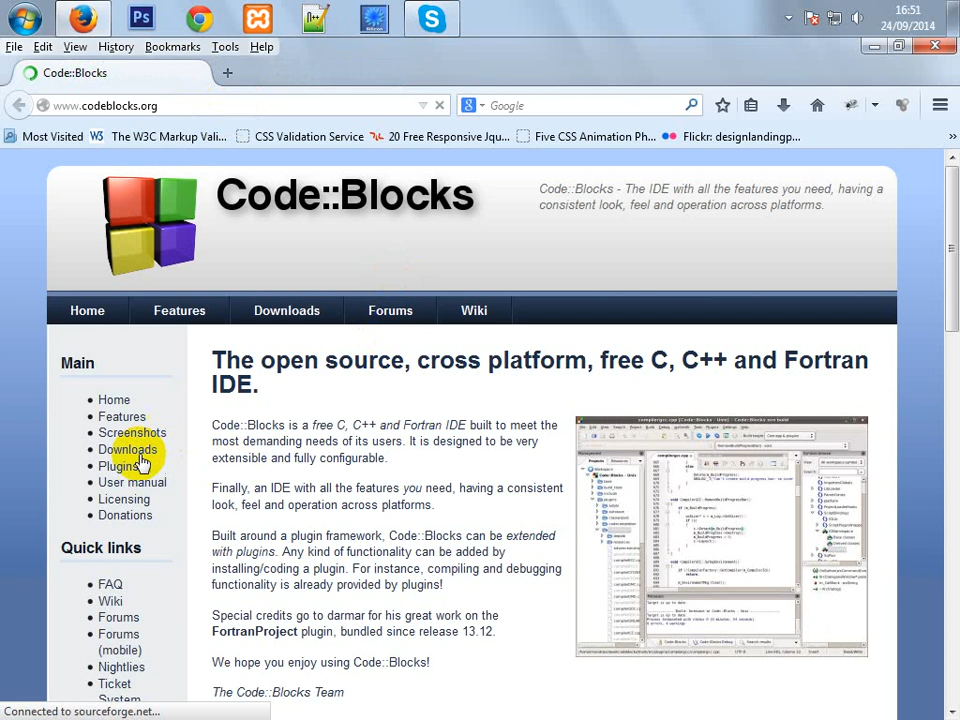 16:51
24/09/2014
Ps
N++
File Edit View History Bookmarks Tools Help
Code::Blocks
www.codeblocks.org
Google
Most Visited The W3C Markup Vali... CSS Validation Service 20 Free Responsive Jqu... Five CSS Animation Ph... Flickr: designlandingp...
Code::Blocks
Code::Blocks - The IDE with all the features you need, having a
consistent look, feel and operation across platforms.
Home Features Downloads Forums Wiki
Main
Home
Features
Screenshots
Downloads
Plugins
User manual
Licensing
Donations
Quick links
FAQ
Wiki
Forums
Forums
(mobile)
Nightlies
Ticket
System
The open source, cross platform, free C, C++ and Fortran
IDE.
Code::Blocks is a free C, C++ and Fortran IDE built to meet the
most demanding needs of its users. It is designed to be very
extensible and fully configurable.
Finally, an IDE with all the features you need, having a consistent
look, feel and operation across platforms.
Built around a plugin framework, Code::Blocks can be extended
with plugins. Any kind of functionality can be added by
installing/coding a plugin. For instance, compiling and debugging
functionality is already provided by plugins!
Special credits go to darmar for his great work on the
FortranProject plugin, bundled since release 13.12.
We hope you enjoy using Code::Blocks!
The Code::Blocks Team
Connected to sourceforge.net...